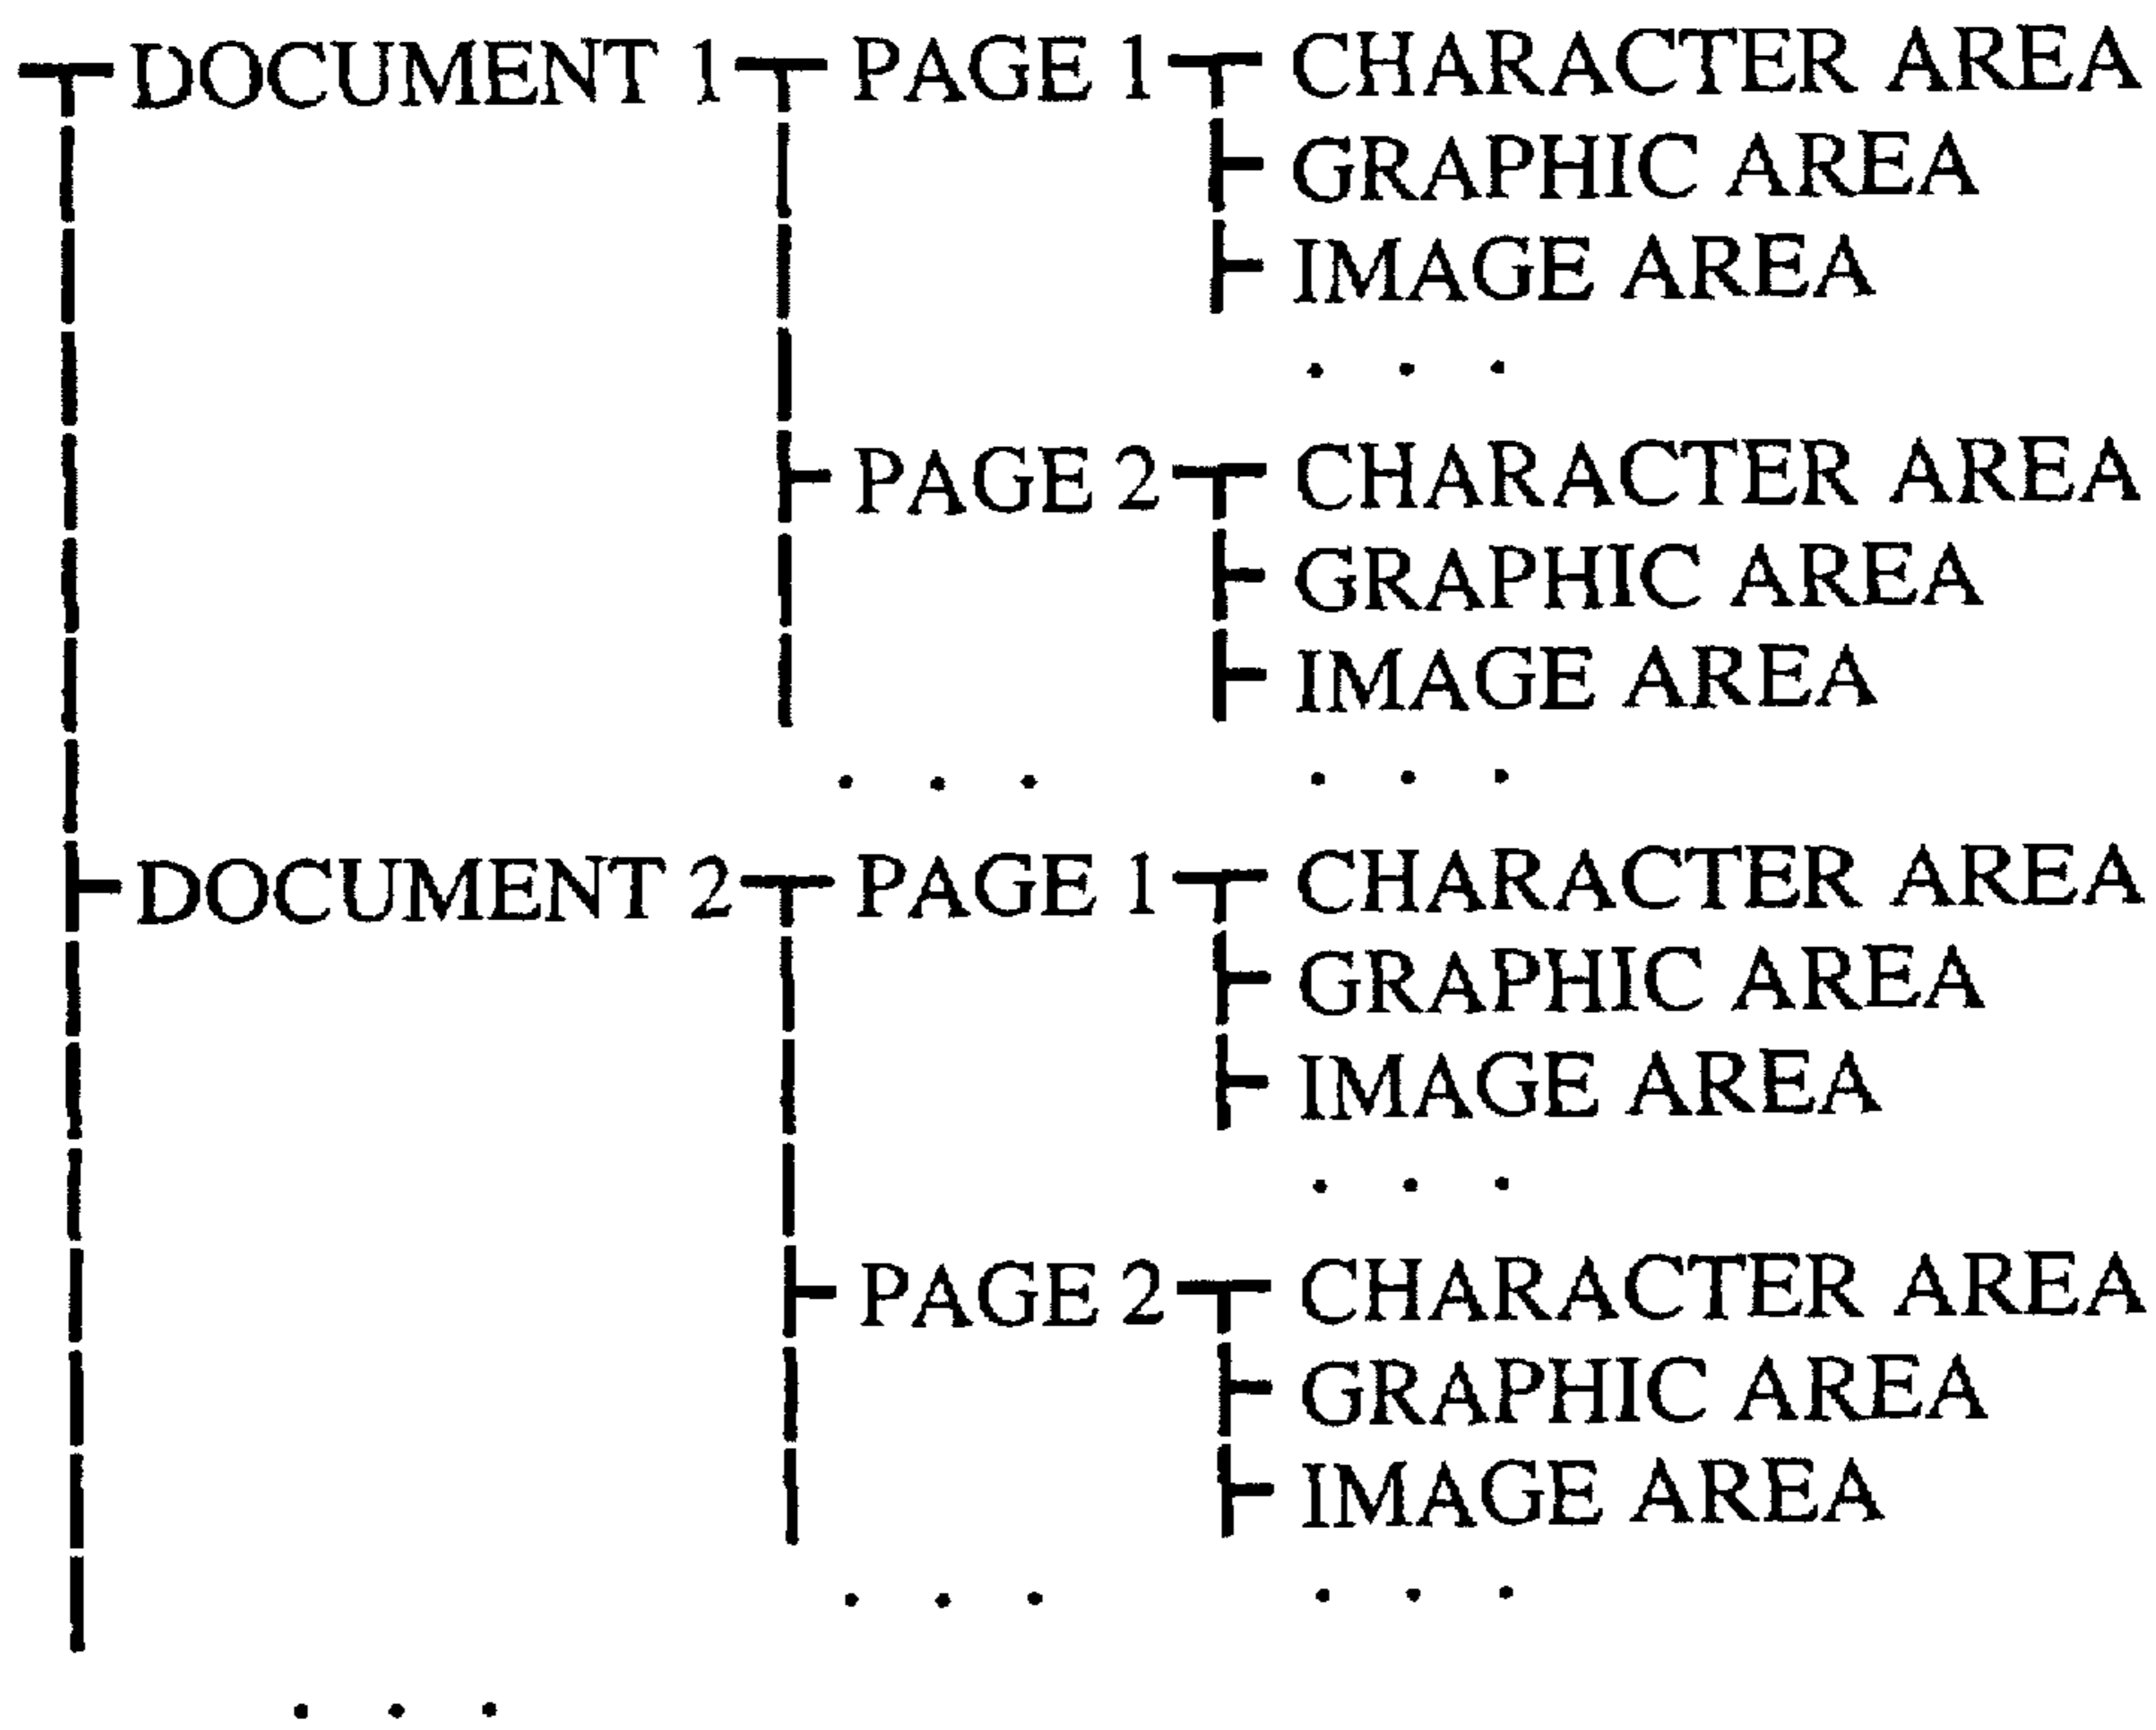 DOCUMENT 1 PAGE 1 CHARACTER AREA
GRAPHIC AREA
IMAGE AREA
. . .
PAGE 2 CHARACTER AREA
GRAPHIC AREA
IMAGE AREA
. . . . . .
DOCUMENT 2 PAGE 1 CHARACTER AREA
GRAPHIC AREA
IMAGE AREA
. . .
PAGE 2 CHARACTER AREA
GRAPHIC AREA
IMAGE AREA
. . . . . .
. . .